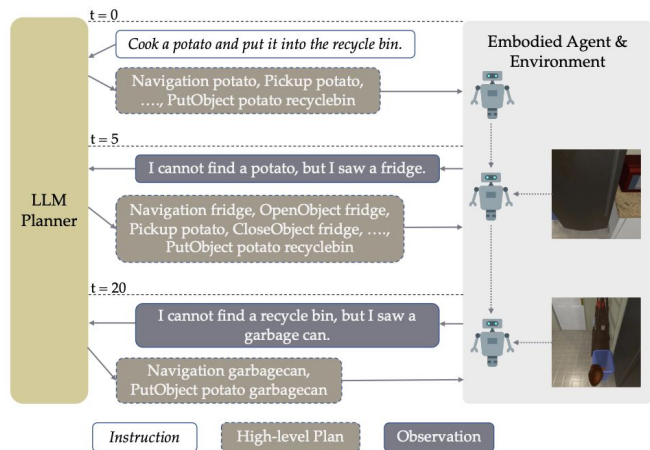 t = 0
Cook a potato and put it into the recycle bin.
Embodied Agent &
Environment
Navigation potato, Pickup potato,
...., PutObject potato recyclebin
t = 5
I cannot find a potato, but I saw a fridge.
LLM
Planner
Navigation fridge, OpenObject fridge,
Pickup potato, CloseObject fridge, ....,
PutObject potato recyclebin
t = 20
I cannot find a recycle bin, but I saw a
garbage can.
Navigation garbagecan,
PutObject potato garbagecan
Instruction
High-level Plan
Observation